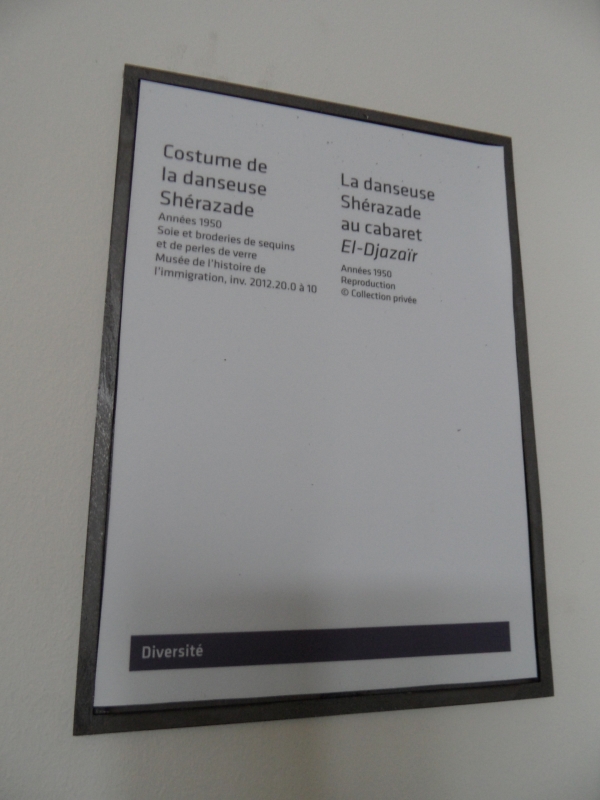 Costume de
la danseuse
Shérazade
Années 1950
Soie et broderies de sequins
et de perles de verre
Musée de l'histoire de
l'immigration, inv. 2012.20.0 à 10
La danseuse
Shérazade
au cabaret
El-Djazaïr
Années 1950
Reproduction
© Collection privée
Diversité